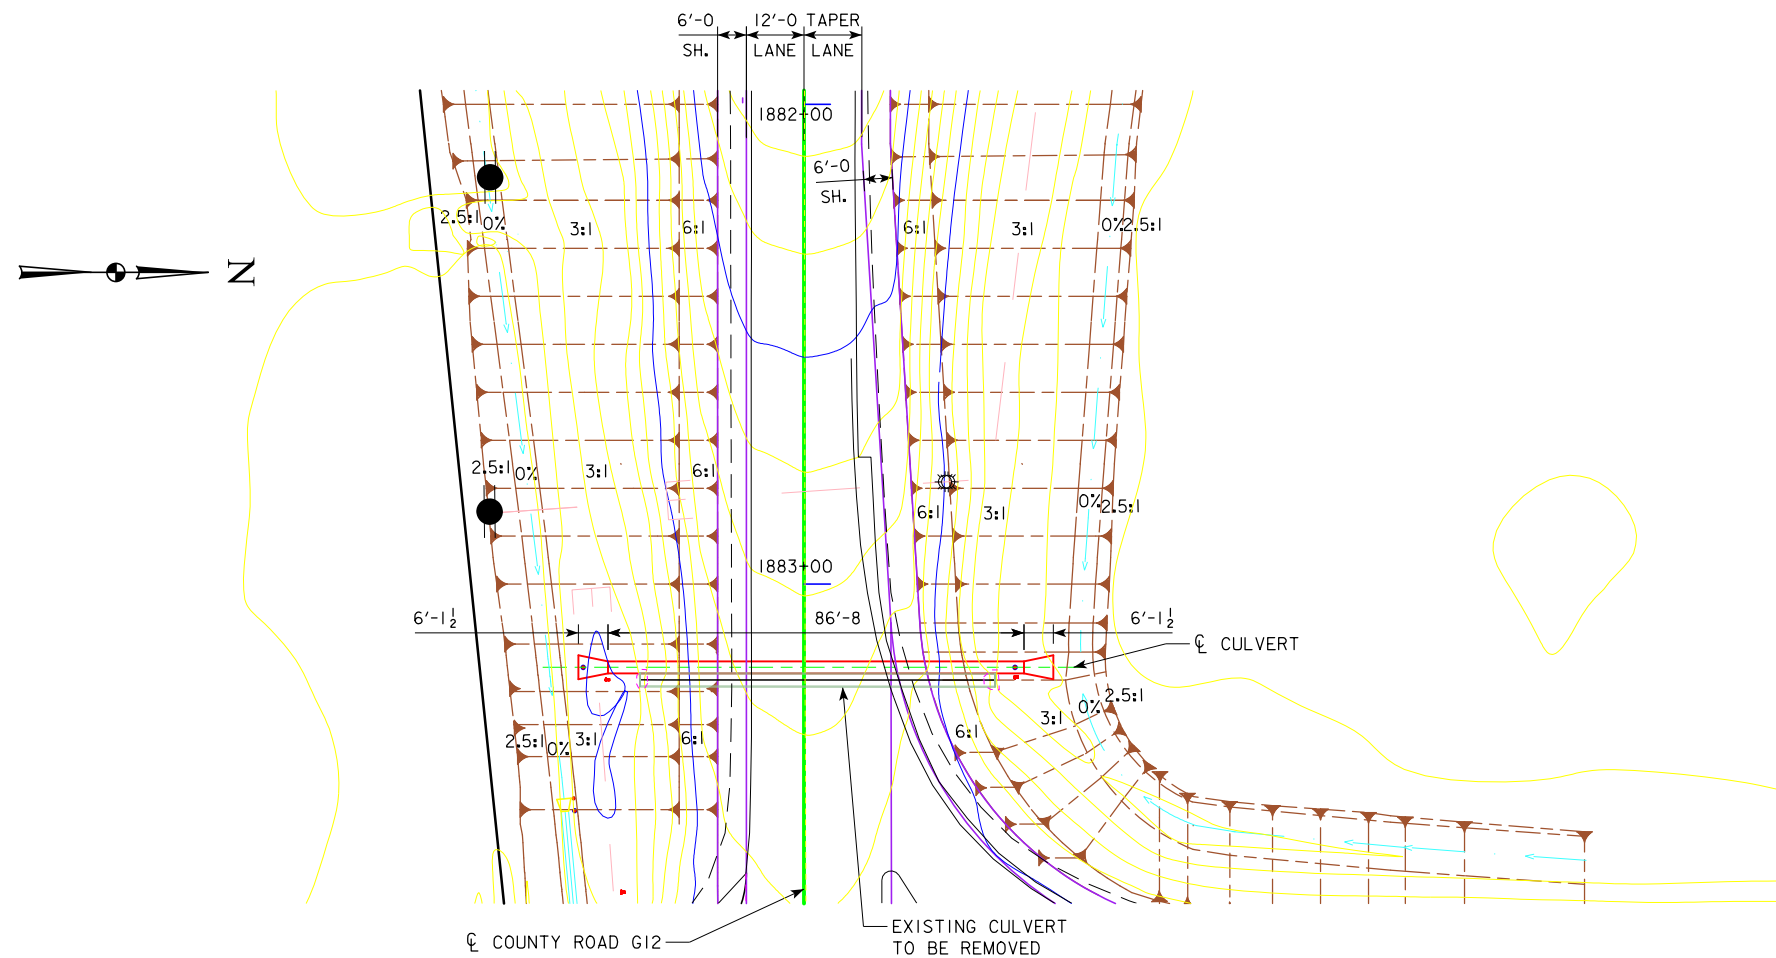 6'-0 12'-0 TAPER
SH. LANE LANE
1882+00
6'-0
SH.
2.5:1 0% 3:1 6:1 6:1 3:1 0% 2.5:1
N
2.5:1 0% 3:1 6:1 6:1 3:1 0% 2.5:1
1883+00
6'-1½ 86'-8 6'-1½
℄ CULVERT
2.5:1 0% 3:1 6:1 6:1 3:1 0% 2.5:1
℄ COUNTY ROAD G12
EXISTING CULVERT
TO BE REMOVED